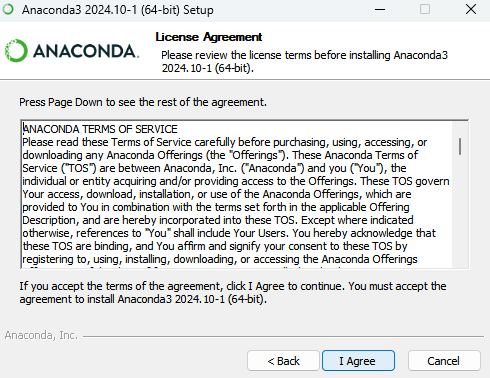 Anaconda3 2024.10-1 (64-bit) Setup
ANACONDA.
License Agreement
Please review the license terms before installing Anaconda3
2024.10-1 (64-bit).
Press Page Down to see the rest of the agreement.
ANACONDA TERMS OF SERVICE
Please read these Terms of Service carefully before purchasing, using, accessing, or
downloading any Anaconda Offerings (the "Offerings"). These Anaconda Terms of
Service ("TOS") are between Anaconda, Inc. ("Anaconda") and you ("You"), the
individual or entity acquiring and/or providing access to the Offerings. These TOS govern
Your access, download, installation, or use of the Anaconda Offerings, which are
provided to You in combination with the terms set forth in the applicable Offering
Description, and are hereby incorporated into these TOS. Except where indicated
otherwise, references to "You" shall include Your Users. You hereby acknowledge that
these TOS are binding, and You affirm and signify your consent to these TOS by
registering to, using, installing, downloading, or accessing the Anaconda Offerings
If you accept the terms of the agreement, click I Agree to continue. You must accept the
agreement to install Anaconda3 2024.10-1 (64-bit).
Anaconda, Inc.
< Back
I Agree
Cancel